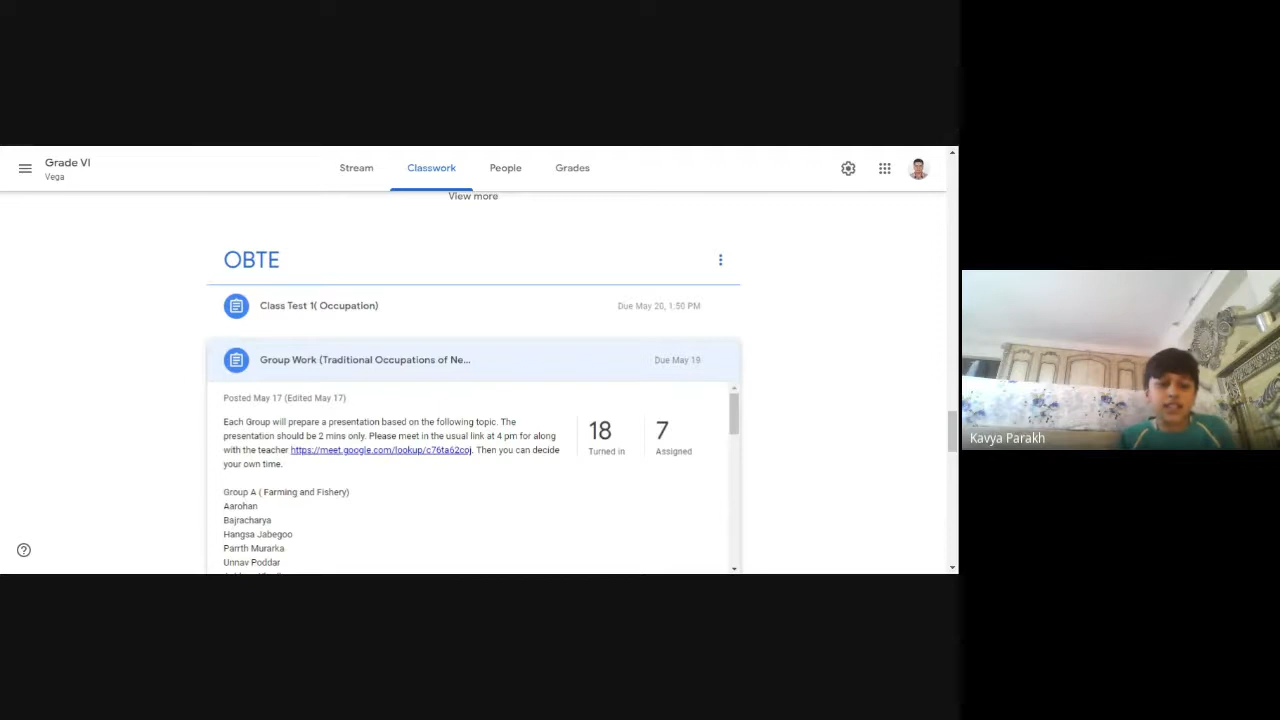 Grade VI
Vega
Stream
Classwork
People
Grades
View more
OBTE
Class Test 1( Occupation)
Due May 20, 1:50 PM
Group Work (Traditional Occupations of Ne...
Due May 19
Posted May 17 (Edited May 17)
Each Group will prepare a presentation based on the following topic. The
presentation should be 2 mins only. Please meet in the usual link at 4 pm for along
with the teacher https://meet.google.com/lookup/c76ta62coj. Then you can decide
your own time.
18
Turned in
7
Assigned
Group A ( Farming and Fishery)
Aarohan
Bajracharya
Hangsa Jabegoo
Parrth Murarka
Unnav Poddar
Kavya Parakh